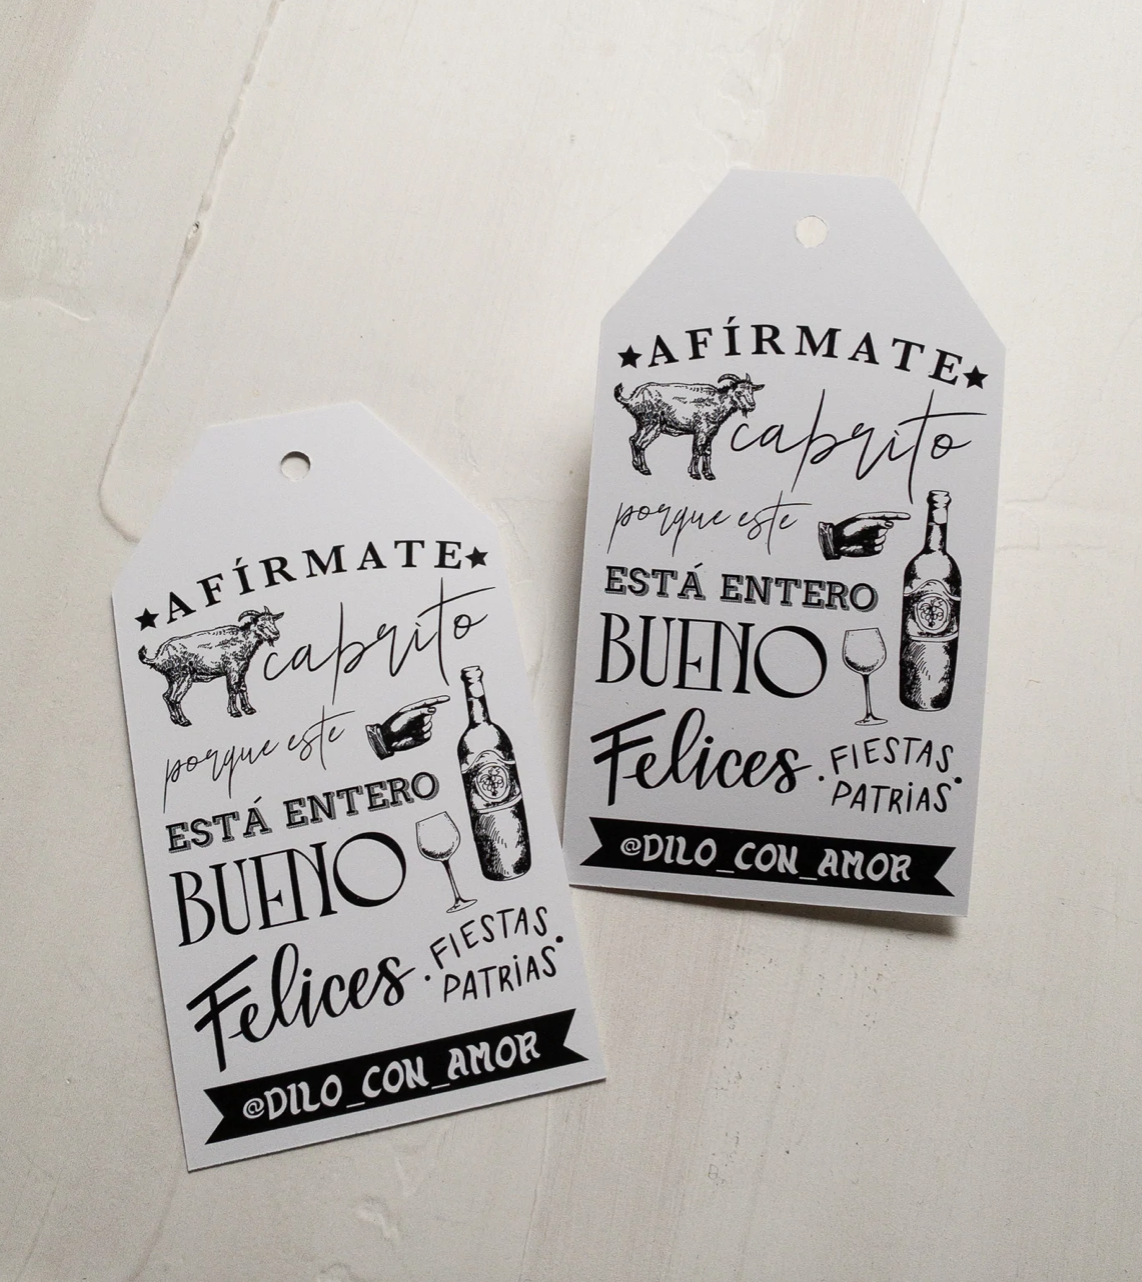 AFÍRMATE
cabrito
porque este
ESTÁ ENTERO
BUENO
Felices
FIESTAS
PATRIAS
@DILO_CON_AMOR
AFÍRMATE
cabrito
porque este
ESTÁ ENTERO
BUENO
Felices
FIESTAS
PATRIAS
@DILO_CON_AMOR